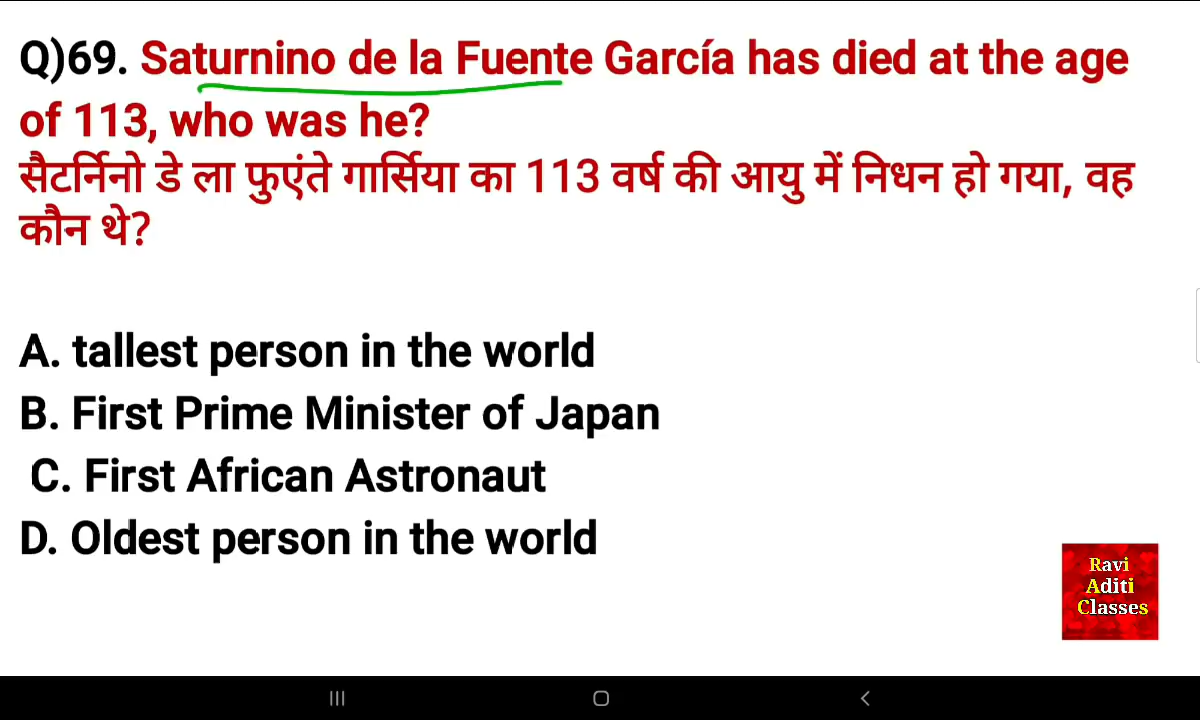 Q)69. Saturnino de la Fuente García has died at the age
of 113, who was he?
सैटर्निनो डे ला फुएंते गार्सिया का 113 वर्ष की आयु में निधन हो गया, वह
कौन थे?
A. tallest person in the world
B. First Prime Minister of Japan
C. First African Astronaut
D. Oldest person in the world
Ravi
Aditi
Classes